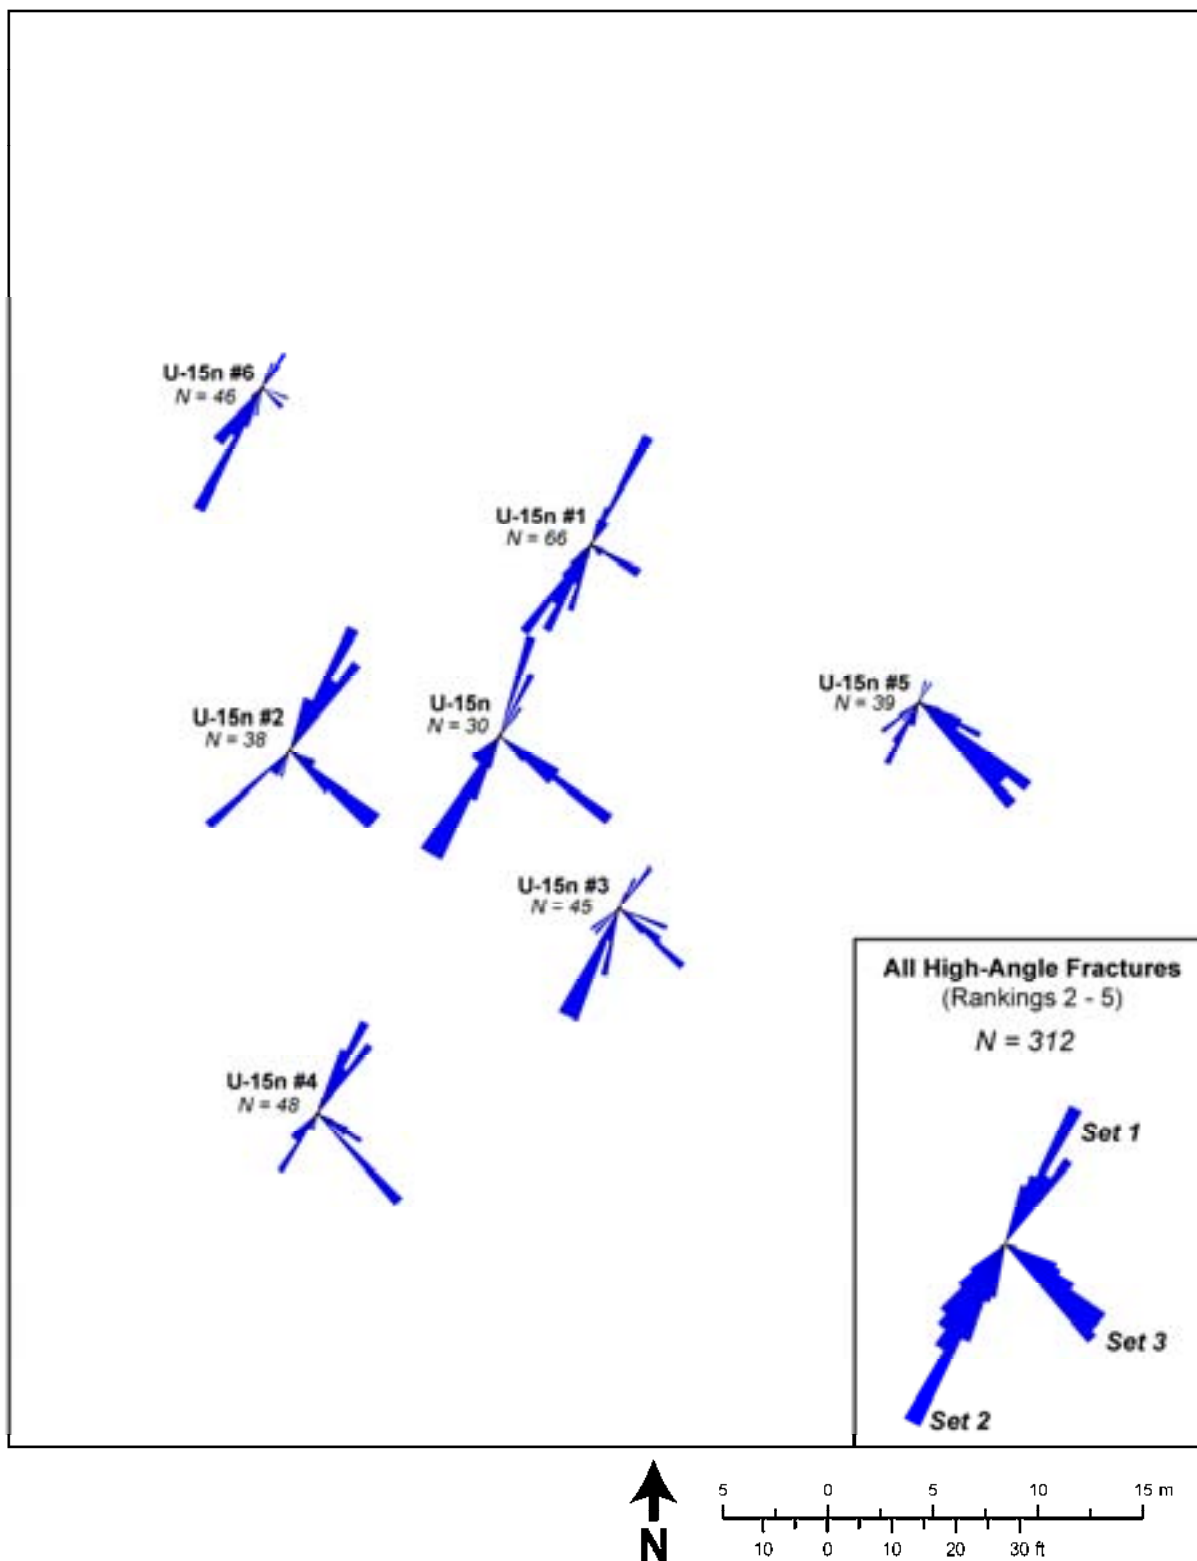 U-15n #6
N = 46
U-15n #1
N = 66
U-15n #2
N = 38
U-15n
N = 30
U-15n #5
N = 39
U-15n #3
N = 45
U-15n #4
N = 48
All High-Angle Fractures
(Rankings 2 - 5)
N = 312
Set 1
Set 3
Set 2
N
5 0 5 10 15 m
10 0 10 20 30 ft